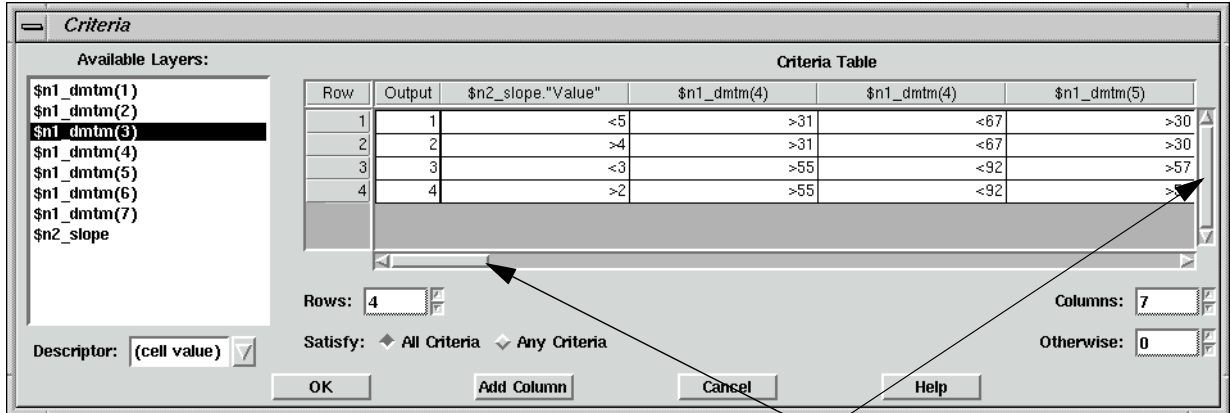 Criteria
Available Layers:
$n1_dmtm(1)
$n1_dmtm(2)
$n1_dmtm(3)
$n1_dmtm(4)
$n1_dmtm(5)
$n1_dmtm(6)
$n1_dmtm(7)
$n2_slope
Descriptor: (cell value)
Criteria Table
Row Output $n2_slope."Value" $n1_dmtm(4) $n1_dmtm(4) $n1_dmtm(5)
1 1 <5 >31 <67 >30
2 2 >4 >31 <67 >30
3 3 <3 >55 <92 >57
4 4 >2 >55 <92
Rows: 4
Columns: 7
Satisfy: All Criteria Any Criteria
Otherwise: 0
OK Add Column Cancel Help